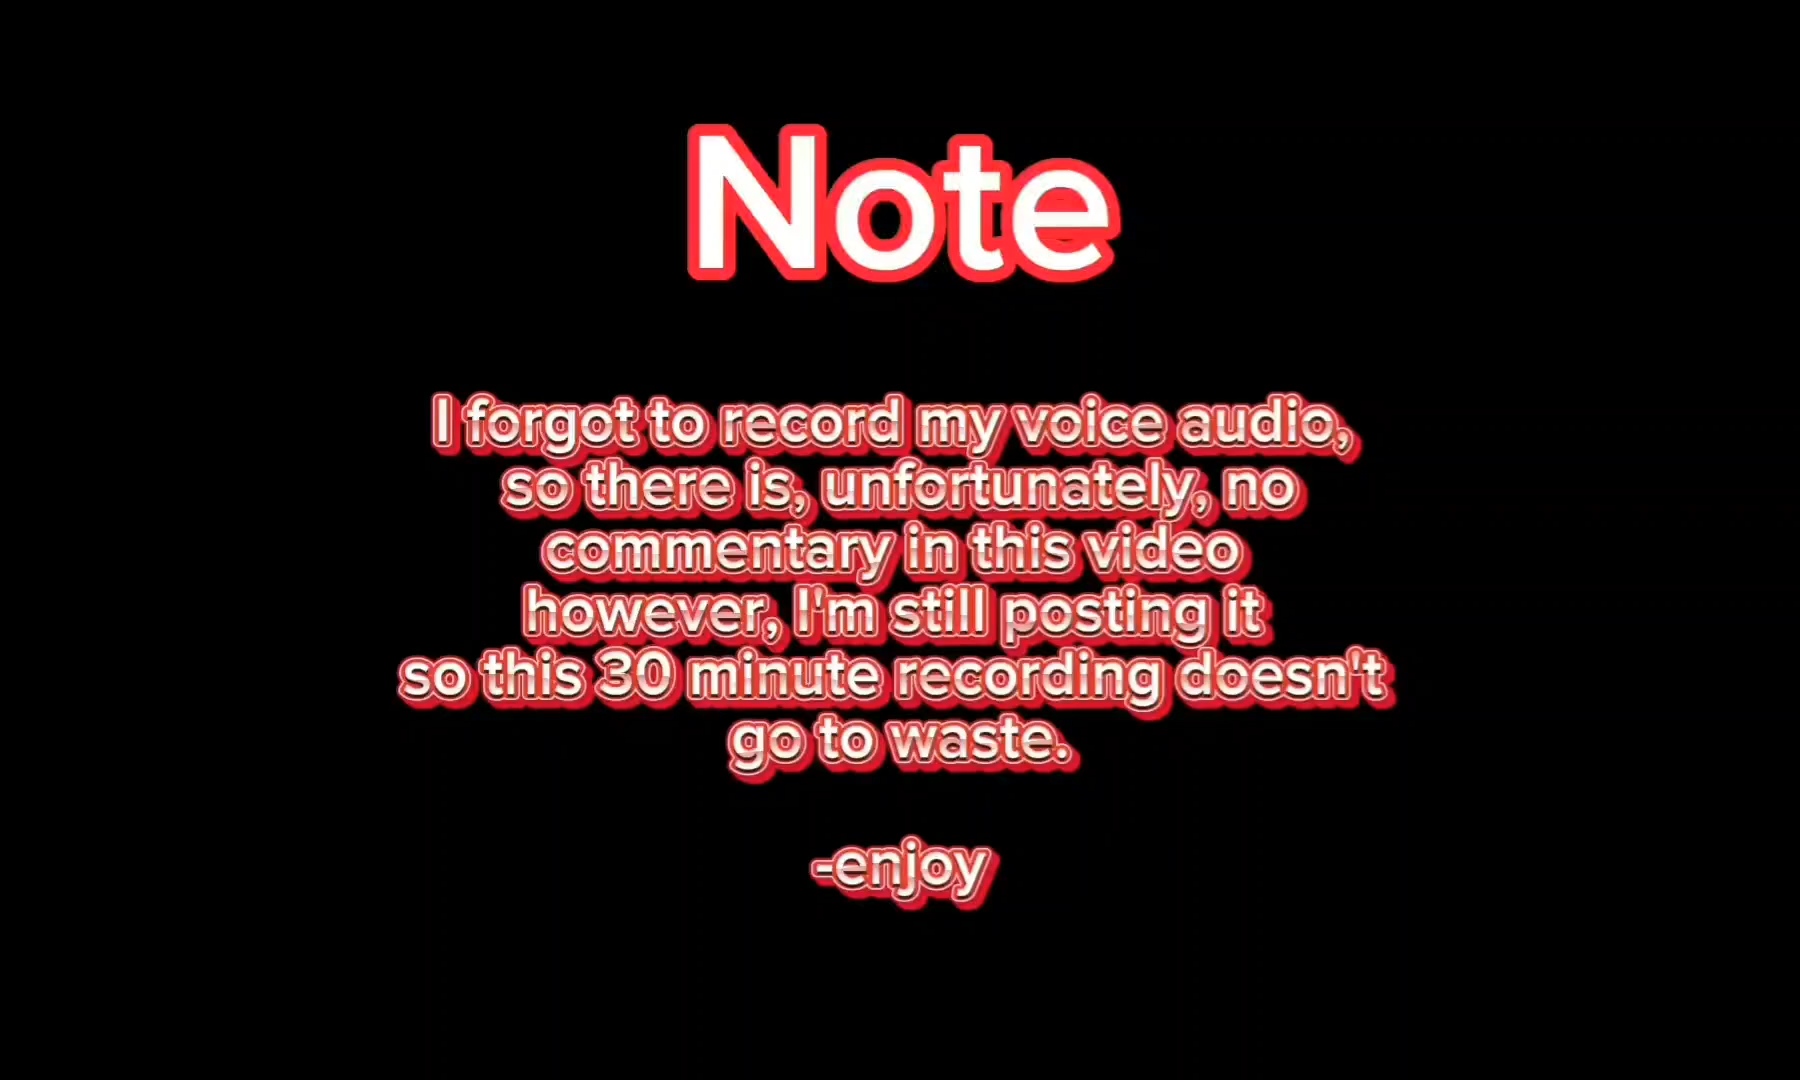 Note
I forgot to record my voice audio,
so there is, unfortunately, no
commentary in this video
however, I'm still posting it
so this 30 minute recording doesn't
go to waste.
-enjoy